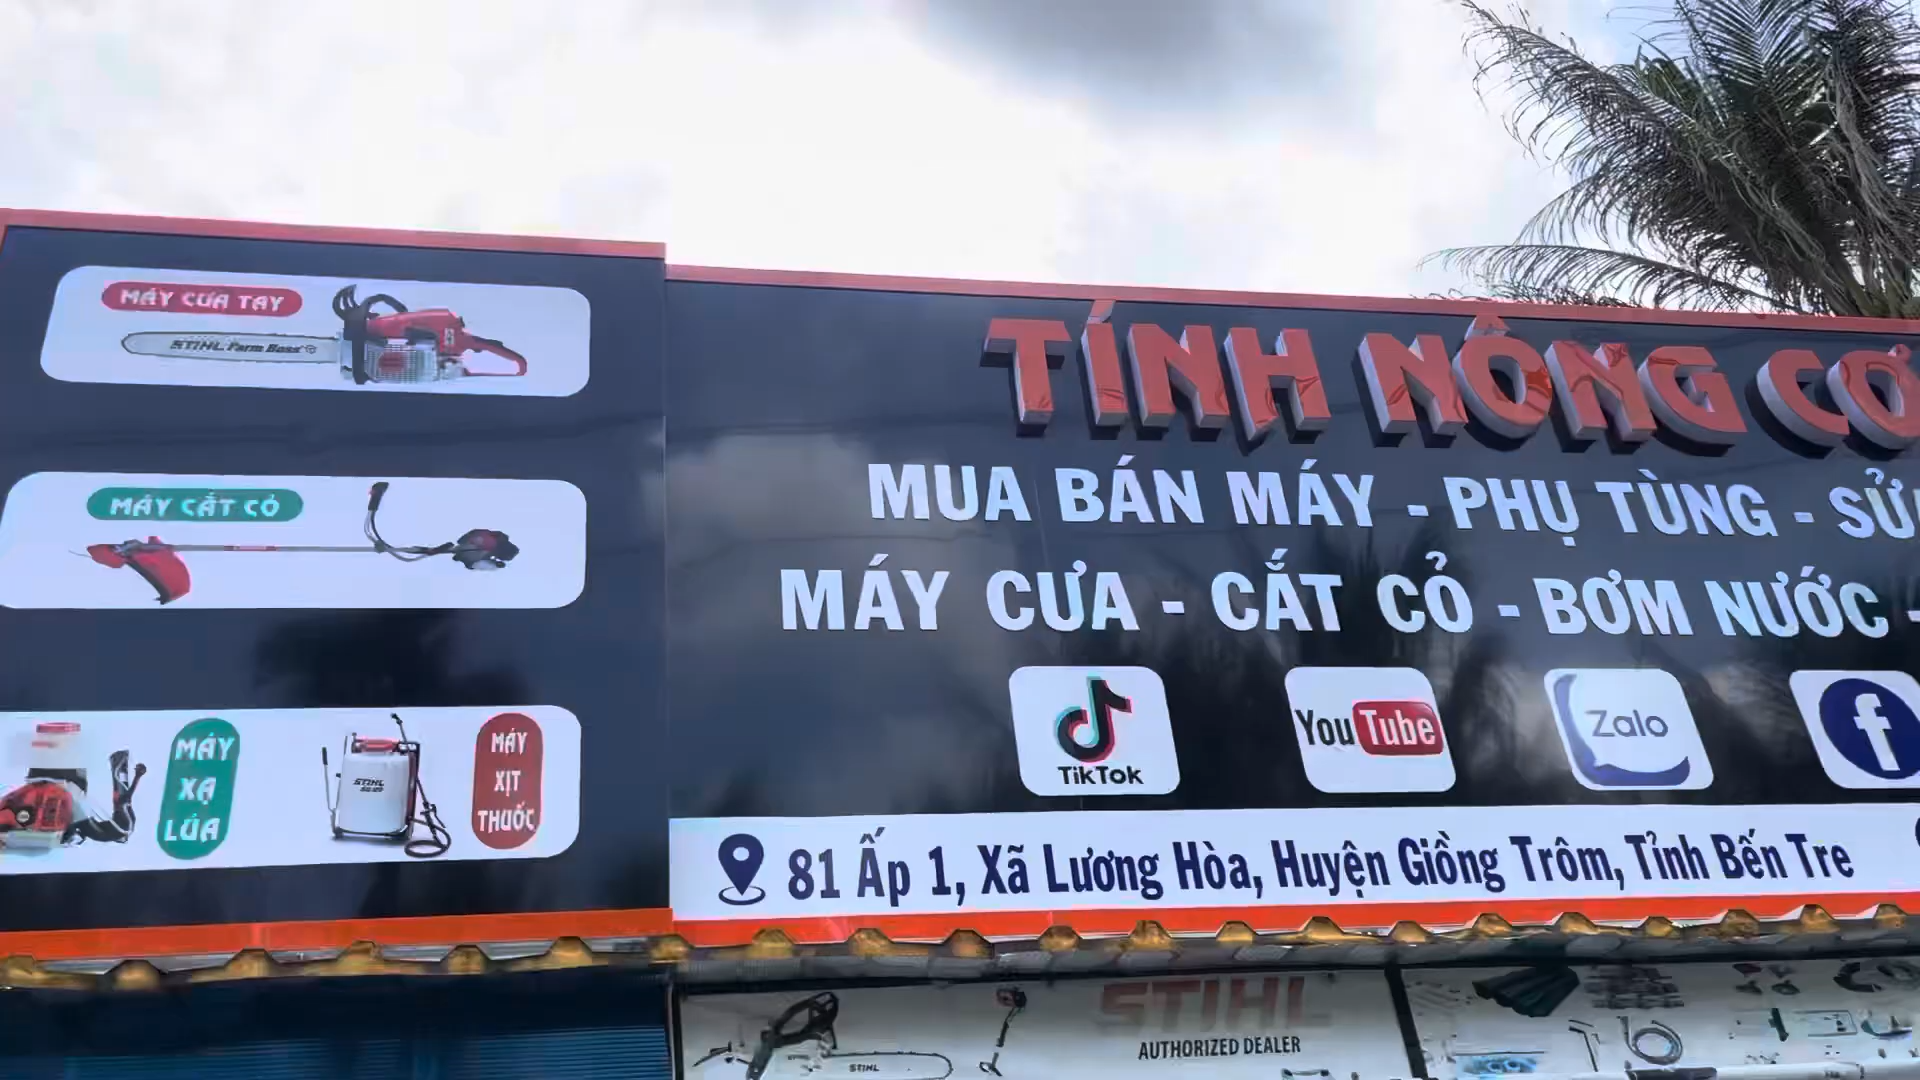 MÁY CƯA TAY
STIHL Farm Boss
MÁY CẮT CỎ
MÁY
XẠ
LÚA
STIHL
MÁY
XỊT
THUỐC
TÍNH NÔNG CƠ
MUA BÁN MÁY - PHỤ TÙNG - SỬA
MÁY CƯA - CẮT CỎ - BƠM NƯỚC -
TikTok
YouTube
Zalo
f
81 Ấp 1, Xã Lương Hòa, Huyện Giồng Trôm, Tỉnh Bến Tre
STIHL
AUTHORIZED DEALER
STIHL